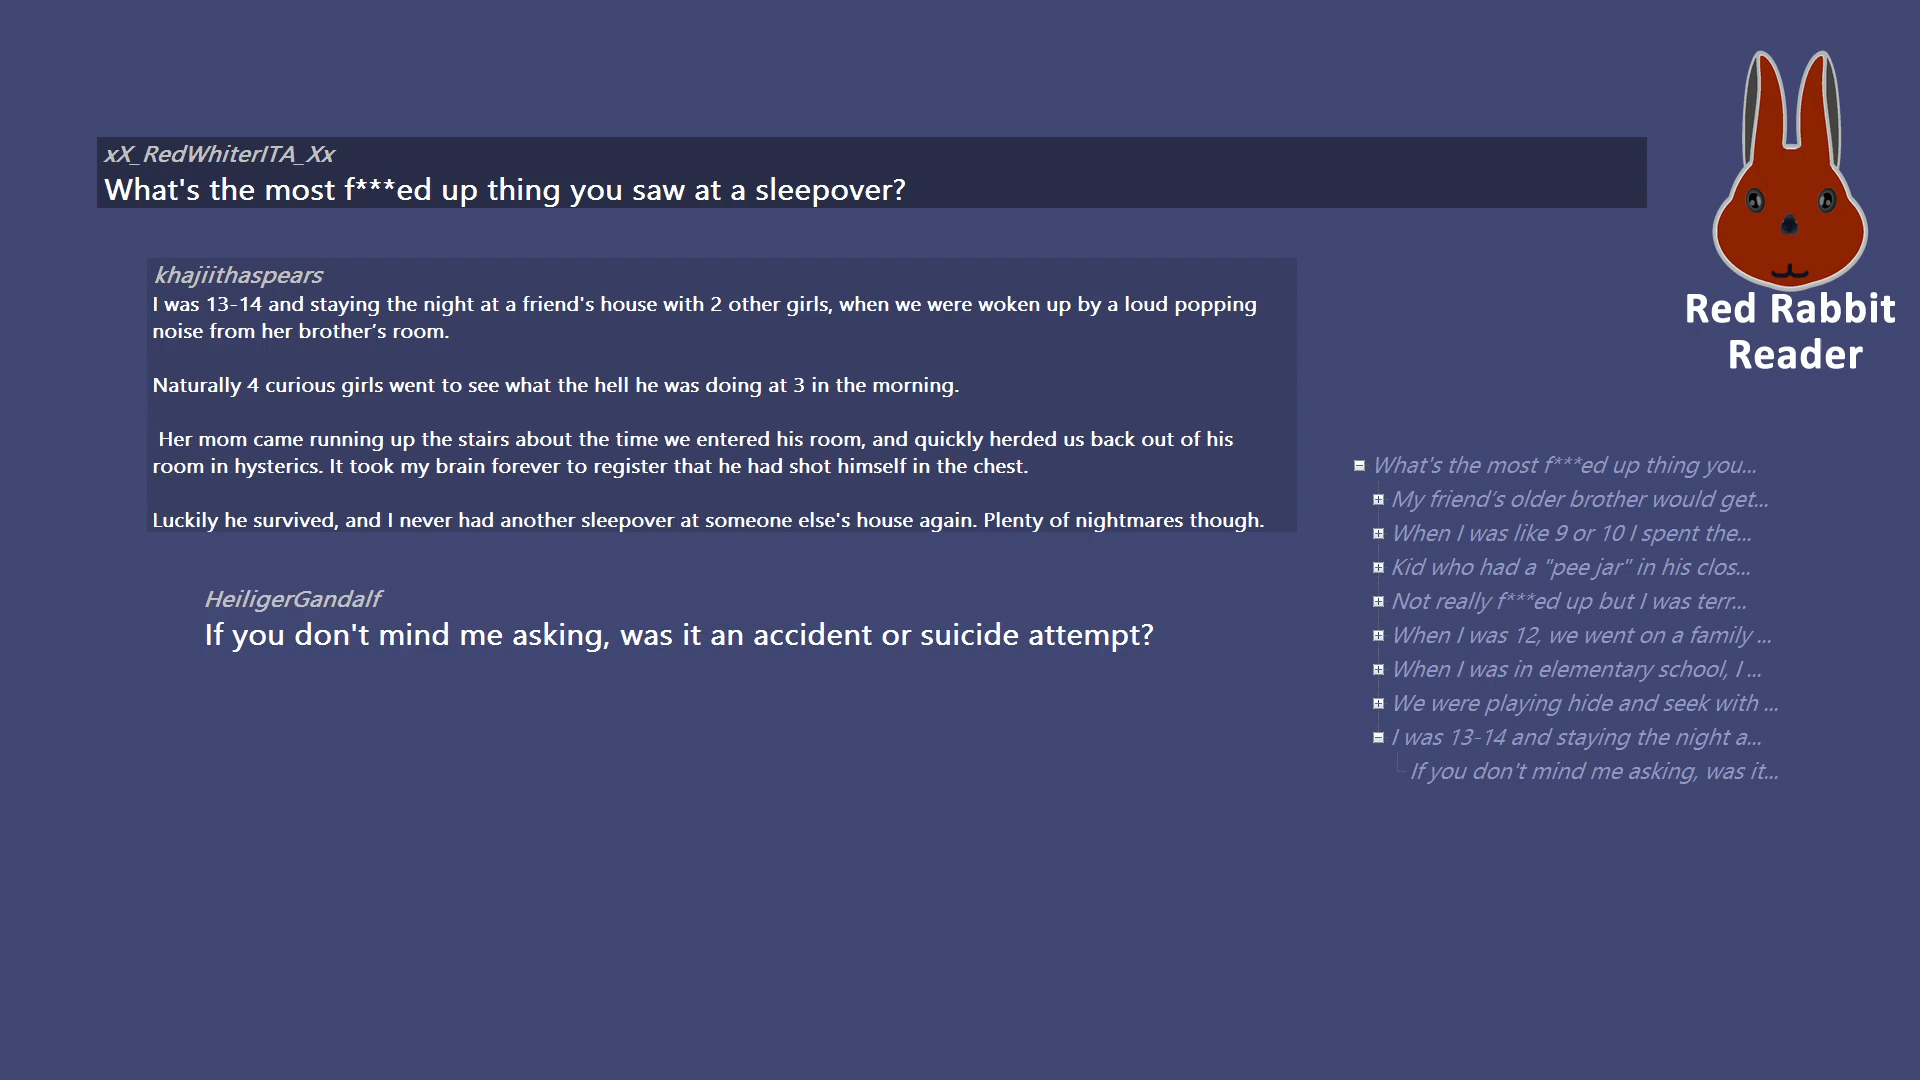 xX_RedWhiterITA_Xx
What's the most f***ed up thing you saw at a sleepover?
khajiithaspears
I was 13-14 and staying the night at a friend's house with 2 other girls, when we were woken up by a loud popping
noise from her brother’s room.
Naturally 4 curious girls went to see what the hell he was doing at 3 in the morning.
Her mom came running up the stairs about the time we entered his room, and quickly herded us back out of his
room in hysterics. It took my brain forever to register that he had shot himself in the chest.
Luckily he survived, and I never had another sleepover at someone else's house again. Plenty of nightmares though.
HeiligerGandalf
If you don't mind me asking, was it an accident or suicide attempt?
Red Rabbit
Reader
What's the most f***ed up thing you...
My friend’s older brother would get...
When I was like 9 or 10 I spent the...
Kid who had a "pee jar" in his clos...
Not really f***ed up but I was terr...
When I was 12, we went on a family ...
When I was in elementary school, I ...
We were playing hide and seek with ...
I was 13-14 and staying the night a...
If you don't mind me asking, was it...